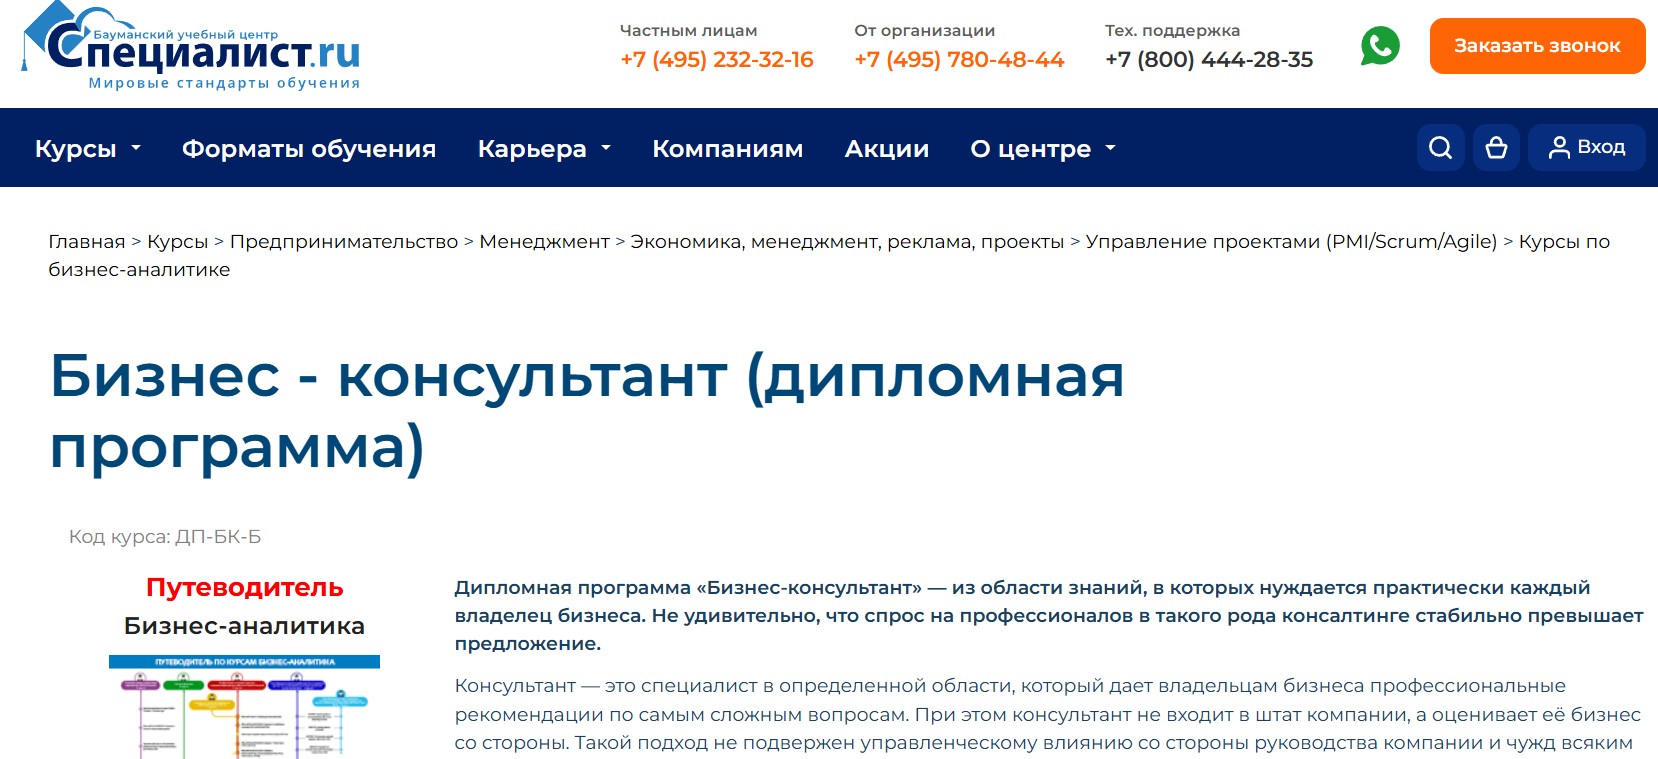 Бауманский учебный центр
Специалист.ru
Мировые стандарты обучения
Частным лицам
+7 (495) 232-32-16
От организации
+7 (495) 780-48-44
Тех. поддержка
+7 (800) 444-28-35
Заказать звонок
Курсы
Форматы обучения
Карьера
Компаниям
Акции
О центре
Вход
Главная > Курсы > Предпринимательство > Менеджмент > Экономика, менеджмент, реклама, проекты > Управление проектами (PMI/Scrum/Agile) > Курсы по
бизнес-аналитике
Бизнес - консультант (дипломная
программа)
Код курса: ДП-БК-Б
Путеводитель
Бизнес-аналитика
ПУТЕВОДИТЕЛЬ ПО КУРСАМ БИЗНЕС-АНАЛИТИКА
Дипломная программа «Бизнес-консультант» — из области знаний, в которых нуждается практически каждый
владелец бизнеса. Не удивительно, что спрос на профессионалов в такого рода консалтинге стабильно превышает
предложение.
Консультант — это специалист в определенной области, который дает владельцам бизнеса профессиональные
рекомендации по самым сложным вопросам. При этом консультант не входит в штат компании, а оценивает её бизнес
со стороны. Такой подход не подвержен управленческому влиянию со стороны руководства компании и чужд всяким